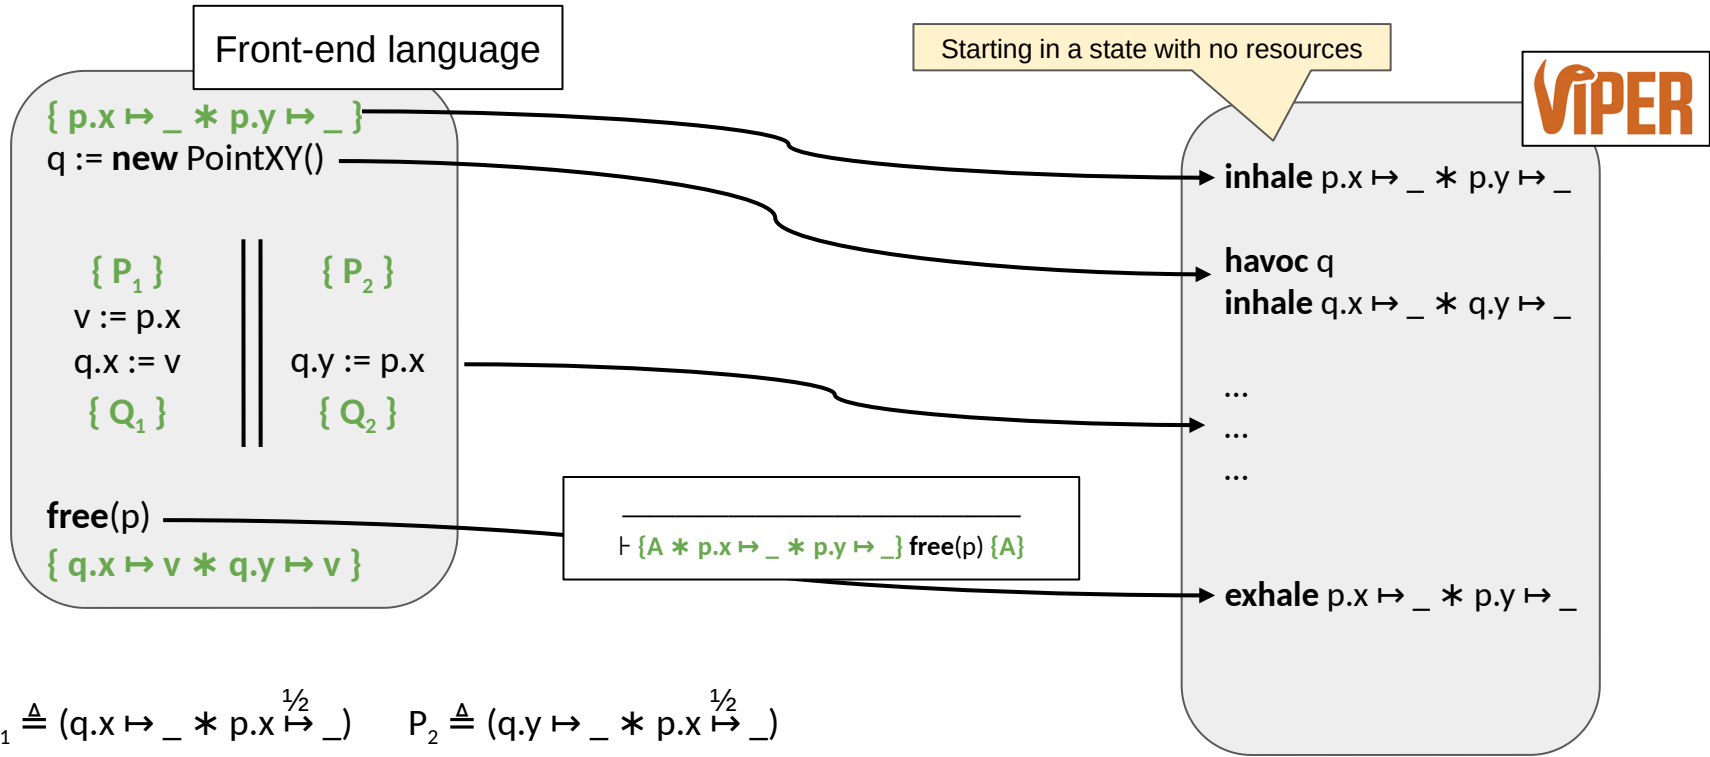 Front-end language
Starting in a state with no resources
VIPER
{ p.x ↦ _ ∗ p.y ↦ _ }
q := new PointXY()
{ P₁ } { P₂ }
v := p.x
q.x := v q.y := p.x
{ Q₁ } { Q₂ }
free(p)
{ q.x ↦ v ∗ q.y ↦ v }
⊢ {A ∗ p.x ↦ _ ∗ p.y ↦ _} free(p) {A}
inhale p.x ↦ _ ∗ p.y ↦ _
havoc q
inhale q.x ↦ _ ∗ q.y ↦ _
...
...
...
exhale p.x ↦ _ ∗ p.y ↦ _
₁ ≜ (q.x ↦ _ ∗ p.x ½↦ _) P₂ ≜ (q.y ↦ _ ∗ p.x ½↦ _)